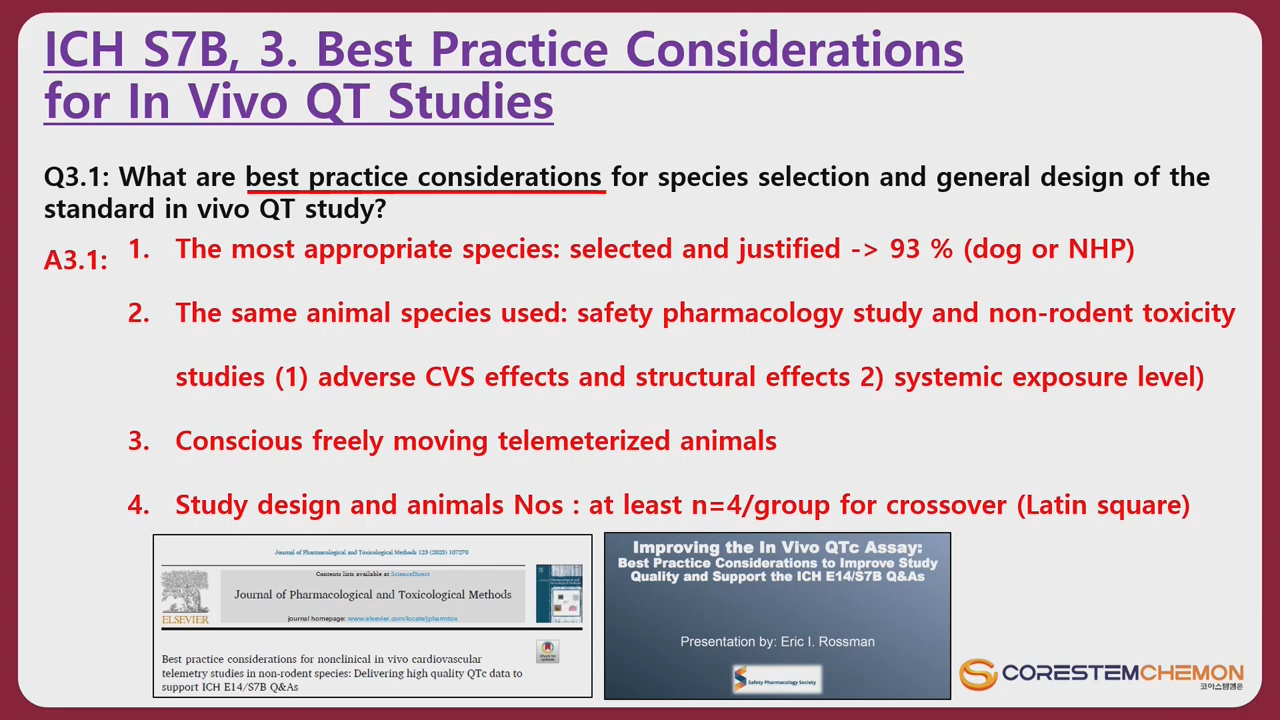 ICH S7B, 3. Best Practice Considerations
for In Vivo QT Studies
Q3.1: What are best practice considerations for species selection and general design of the
standard in vivo QT study?
A3.1:
1. The most appropriate species: selected and justified -> 93 % (dog or NHP)
2. The same animal species used: safety pharmacology study and non-rodent toxicity
studies (1) adverse CVS effects and structural effects 2) systemic exposure level)
3. Conscious freely moving telemeterized animals
4. Study design and animals Nos : at least n=4/group for crossover (Latin square)
Journal of Pharmacological and Toxicological Methods 123 (2023) 107270
Contents lists available at ScienceDirect
Journal of Pharmacological and Toxicological Methods
journal homepage: www.elsevier.com/locate/jpharmtox
ELSEVIER
Check for
updates
Best practice considerations for nonclinical in vivo cardiovascular
telemetry studies in non-rodent species: Delivering high quality QTc data to
support ICH E14/S7B Q&As
Improving the In Vivo QTc Assay:
Best Practice Considerations to Improve Study
Quality and Support the ICH E14/S7B Q&As
Presentation by: Eric I. Rossman
Safety Pharmacology Society
CORESTEMCHEMON
코아스템켐온